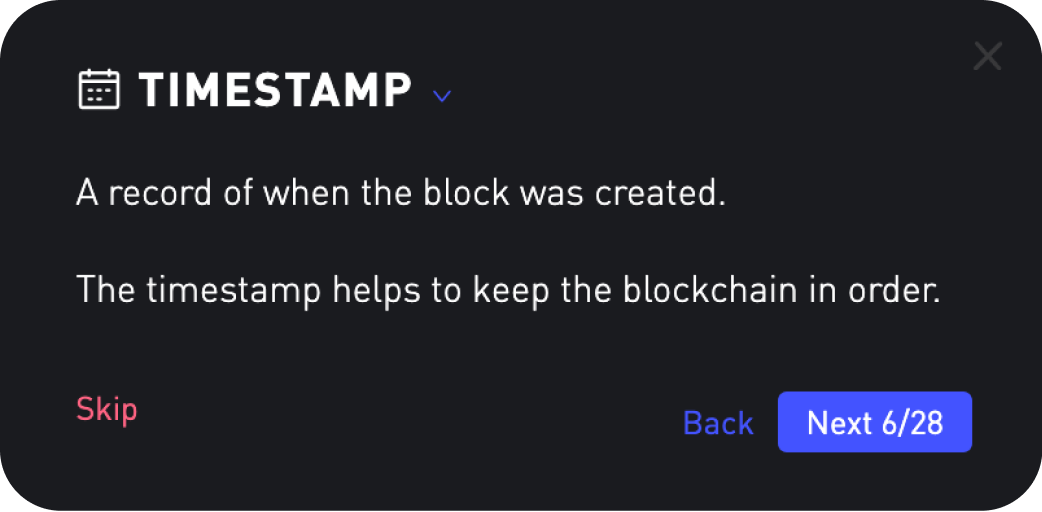 TIMESTAMP
A record of when the block was created.
The timestamp helps to keep the blockchain in order.
Skip
Back
Next 6/28